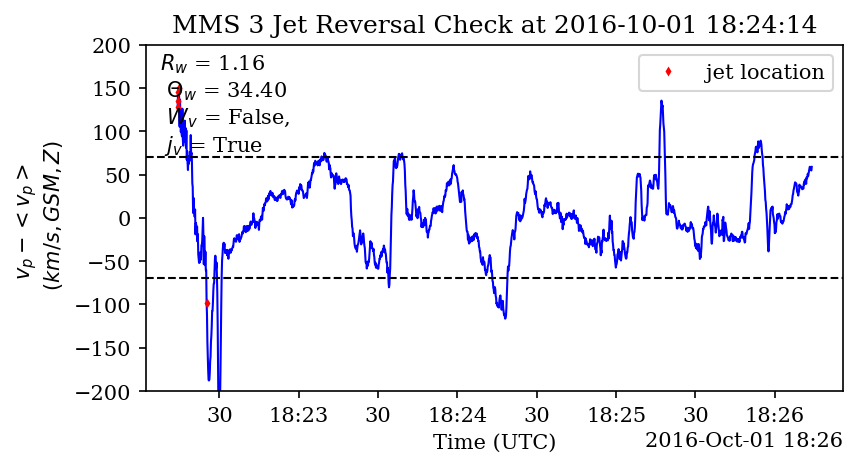 MMS 3 Jet Reversal Check at 2016-10-01 18:24:14
R_w = 1.16
Θ_w = 34.40
W_v = False,
j_v = True
jet location
v_p − < v_p >
(km/s, GSM, Z)
200
150
100
50
0
−50
−100
−150
−200
30 18:23 30 18:24 30 18:25 30 18:26
Time (UTC) 2016-Oct-01 18:26